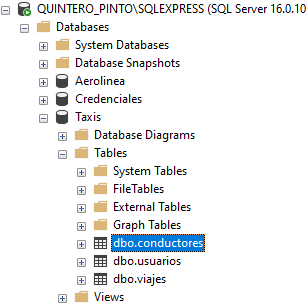 QUINTERO_PINTO\SQLEXPRESS (SQL Server 16.0.10
Databases
System Databases
Database Snapshots
Aerolinea
Credenciales
Taxis
Database Diagrams
Tables
System Tables
FileTables
External Tables
Graph Tables
dbo.conductores
dbo.usuarios
dbo.viajes
Views